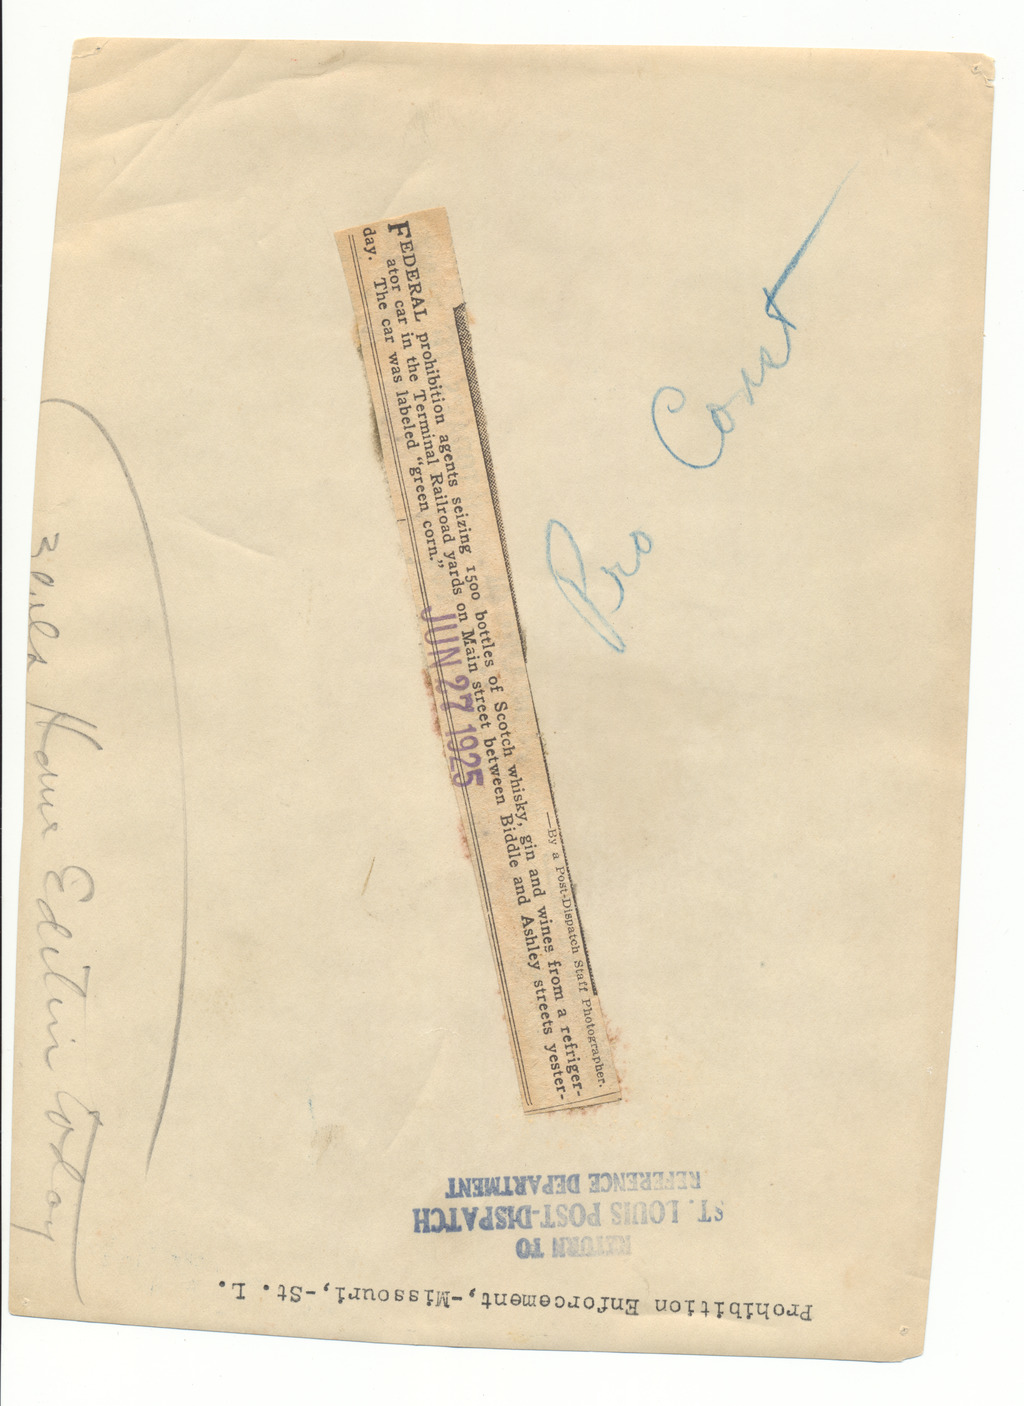 —By a Post-Dispatch Staff Photographer.
FEDERAL prohibition agents seizing 1500 bottles of Scotch whisky, gin and wines from a refriger-
ator car in the Terminal Railroad yards on Main street between Biddle and Ashley streets yester-
day. The car was labeled "green corn."
JUN 27 1925
Pro
Home Edition Today
RETURN TO
ST. LOUIS POST-DISPATCH
REFERENCE DEPARTMENT
Prohibition Enforcement,-Missouri,-St. L.